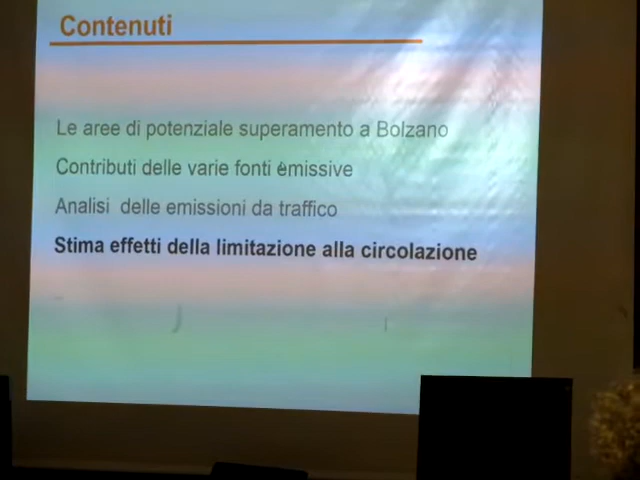 Contenuti
Le aree di potenziale superamento a Bolzano
Contributi delle varie fonti emissive
Analisi delle emissioni da traffico
Stima effetti della limitazione alla circolazione